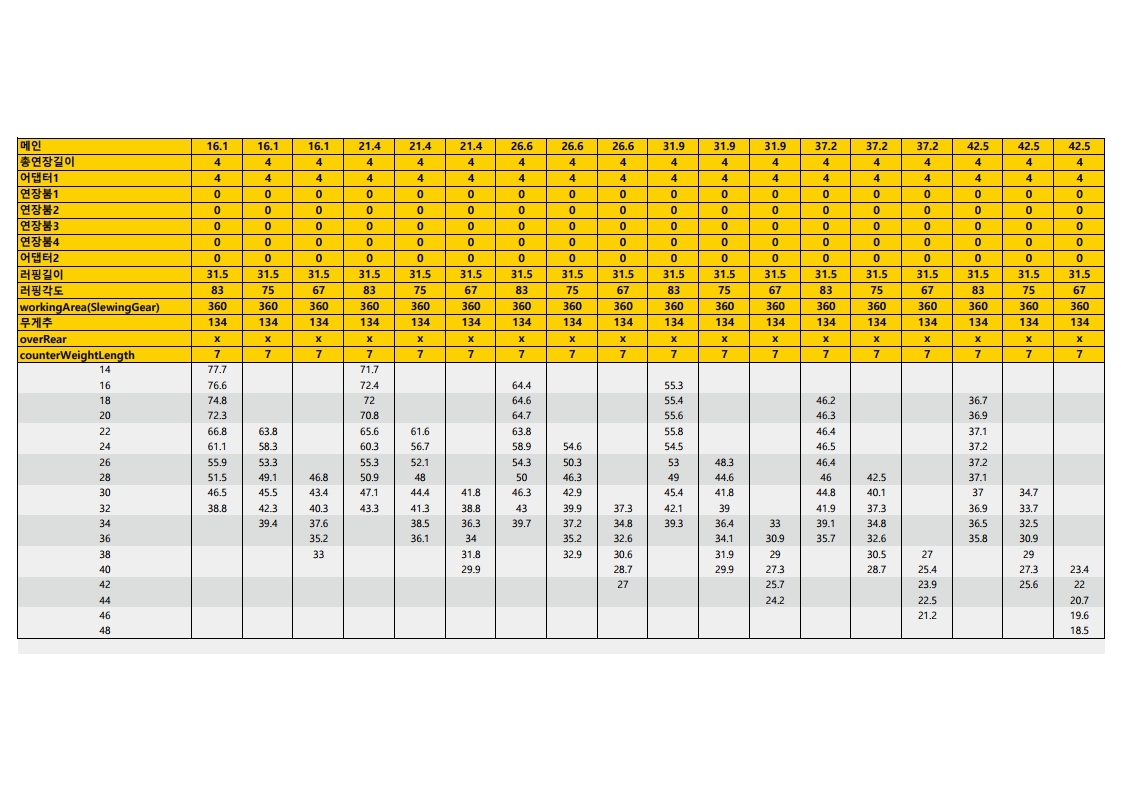 메인 16.1 16.1 16.1 21.4 21.4 21.4 26.6 26.6 26.6 31.9 31.9 31.9 37.2 37.2 37.2 42.5 42.5 42.5
총연장길이 4 4 4 4 4 4 4 4 4 4 4 4 4 4 4 4 4 4
어댑터1 4 4 4 4 4 4 4 4 4 4 4 4 4 4 4 4 4 4
연장붐1 0 0 0 0 0 0 0 0 0 0 0 0 0 0 0 0 0 0
연장붐2 0 0 0 0 0 0 0 0 0 0 0 0 0 0 0 0 0 0
연장붐3 0 0 0 0 0 0 0 0 0 0 0 0 0 0 0 0 0 0
연장붐4 0 0 0 0 0 0 0 0 0 0 0 0 0 0 0 0 0 0
어댑터2 0 0 0 0 0 0 0 0 0 0 0 0 0 0 0 0 0 0
러핑길이 31.5 31.5 31.5 31.5 31.5 31.5 31.5 31.5 31.5 31.5 31.5 31.5 31.5 31.5 31.5 31.5 31.5 31.5
러핑각도 83 75 67 83 75 67 83 75 67 83 75 67 83 75 67 83 75 67
workingArea(SlewingGear) 360 360 360 360 360 360 360 360 360 360 360 360 360 360 360 360 360 360
무게추 134 134 134 134 134 134 134 134 134 134 134 134 134 134 134 134 134 134
overRear x x x x x x x x x x x x x x x x x x
counterWeightLength 7 7 7 7 7 7 7 7 7 7 7 7 7 7 7 7 7 7
14 77.7 71.7
16 76.6 72.4 64.4 55.3
18 74.8 72 64.6 55.4 46.2 36.7
20 72.3 70.8 64.7 55.6 46.3 36.9
22 66.8 63.8 65.6 61.6 63.8 55.8 46.4 37.1
24 61.1 58.3 60.3 56.7 58.9 54.6 54.5 46.5 37.2
26 55.9 53.3 55.3 52.1 54.3 50.3 53 48.3 46.4 37.2
28 51.5 49.1 46.8 50.9 48 50 46.3 49 44.6 46 42.5 37.1
30 46.5 45.5 43.4 47.1 44.4 41.8 46.3 42.9 45.4 41.8 44.8 40.1 37 34.7
32 38.8 42.3 40.3 43.3 41.3 38.8 43 39.9 37.3 42.1 39 41.9 37.3 36.9 33.7
34 39.4 37.6 38.5 36.3 39.7 37.2 34.8 39.3 36.4 33 39.1 34.8 36.5 32.5
36 35.2 36.1 34 35.2 32.6 34.1 30.9 35.7 32.6 35.8 30.9
38 33 31.8 32.9 30.6 31.9 29 30.5 27 29
40 29.9 28.7 29.9 27.3 28.7 25.4 27.3 23.4
42 27 25.7 23.9 25.6 22
44 24.2 22.5 20.7
46 21.2 19.6
48 18.5